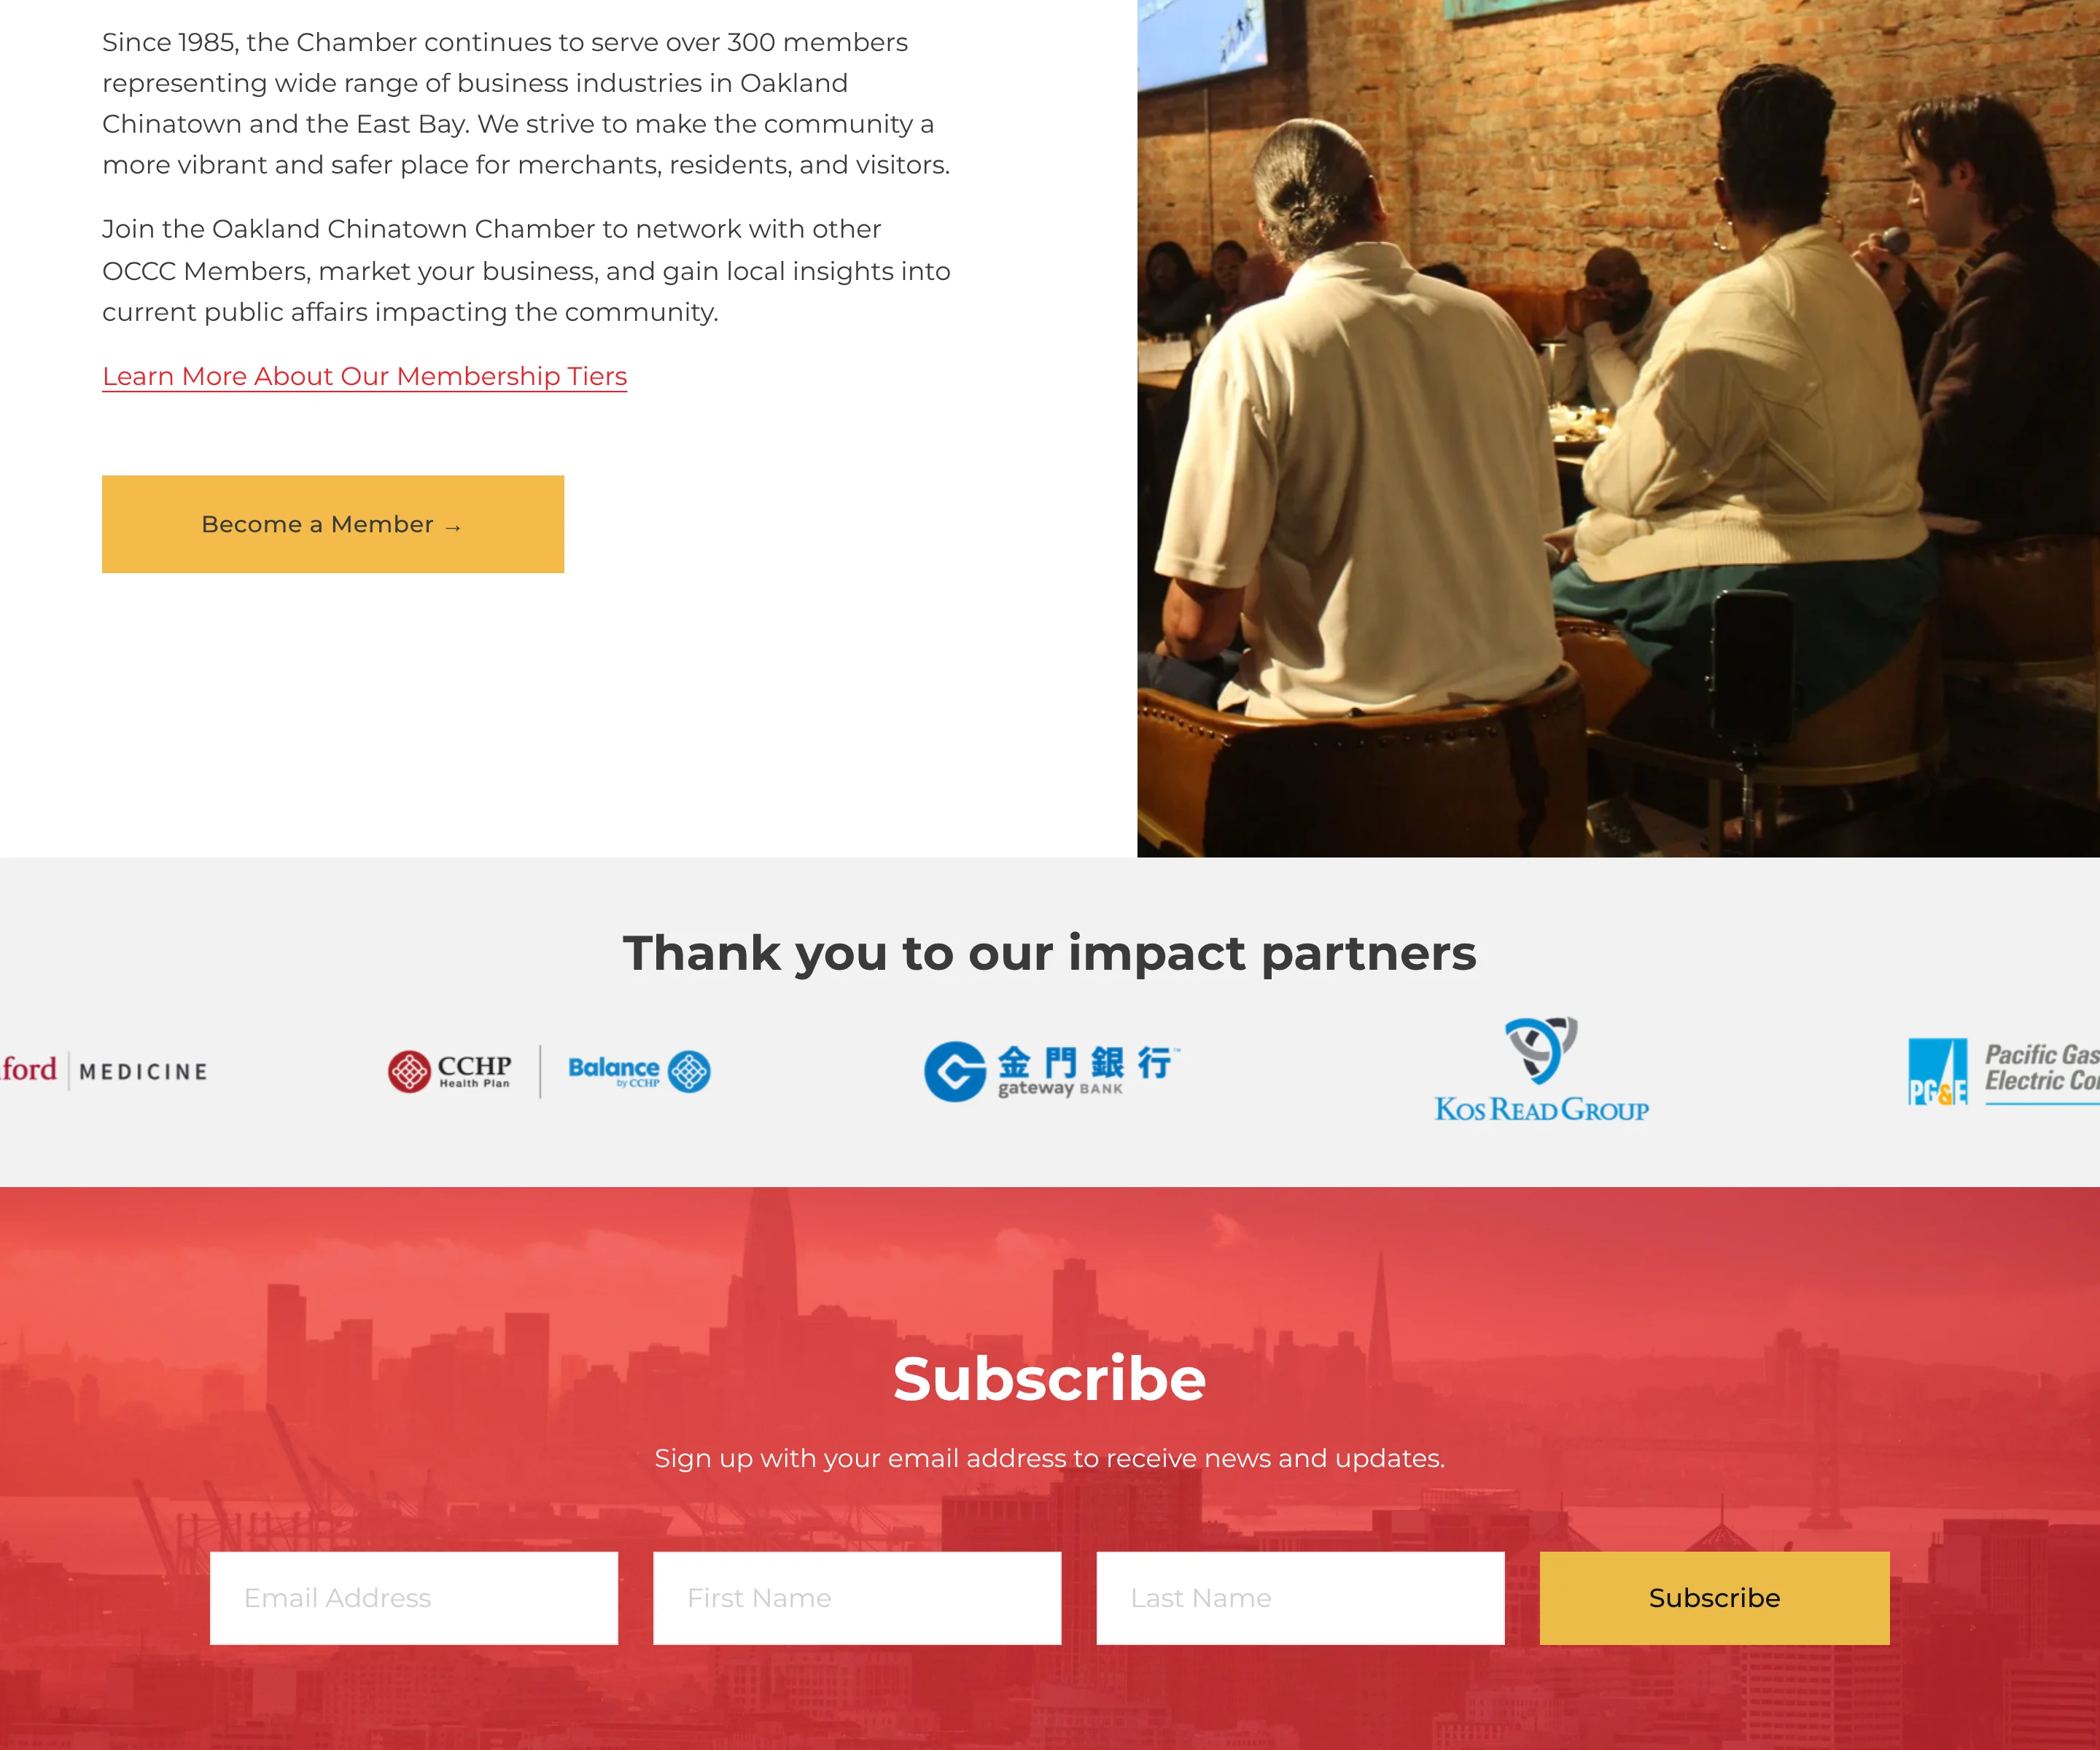 Since 1985, the Chamber continues to serve over 300 members
representing wide range of business industries in Oakland
Chinatown and the East Bay. We strive to make the community a
more vibrant and safer place for merchants, residents, and visitors.
Join the Oakland Chinatown Chamber to network with other
OCCC Members, market your business, and gain local insights into
current public affairs impacting the community.
Learn More About Our Membership Tiers
Become a Member →
Thank you to our impact partners
ford | MEDICINE
CCHP
Health Plan
Balance
by CCHP
金門銀行™
gateway BANK
KOS READ GROUP
PG&E
Pacific Gas
Electric Co
Subscribe
Sign up with your email address to receive news and updates.
Email Address
First Name
Last Name
Subscribe